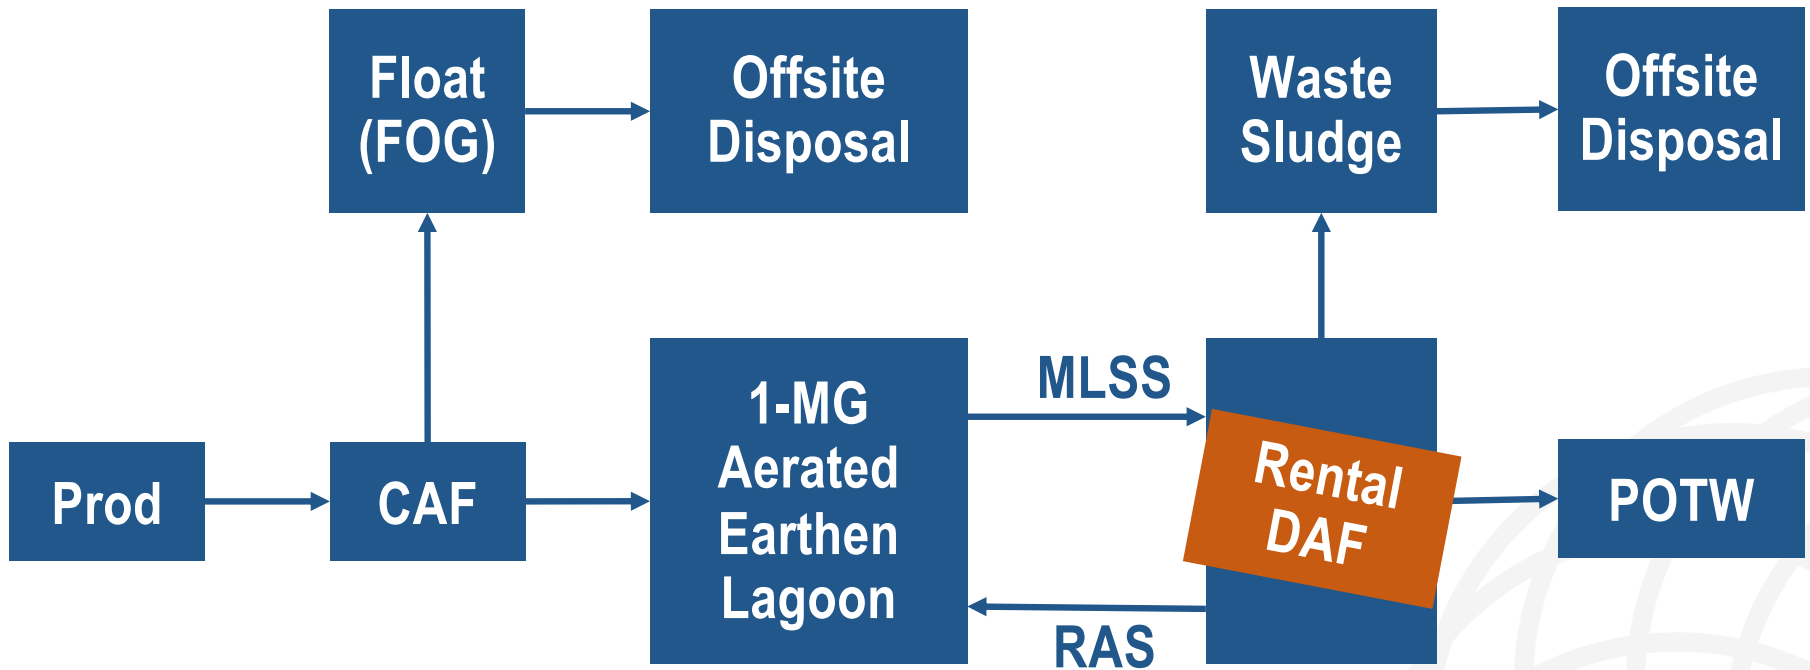 Float
(FOG)
Offsite
Disposal
Waste
Sludge
Offsite
Disposal
Prod
CAF
1-MG
Aerated
Earthen
Lagoon
MLSS
RAS
Rental
DAF
POTW